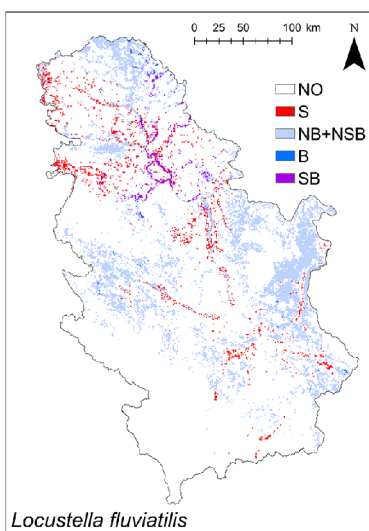 0 25 50 100 km
N
NO
S
NB+NSB
B
SB
Locustella fluviatilis